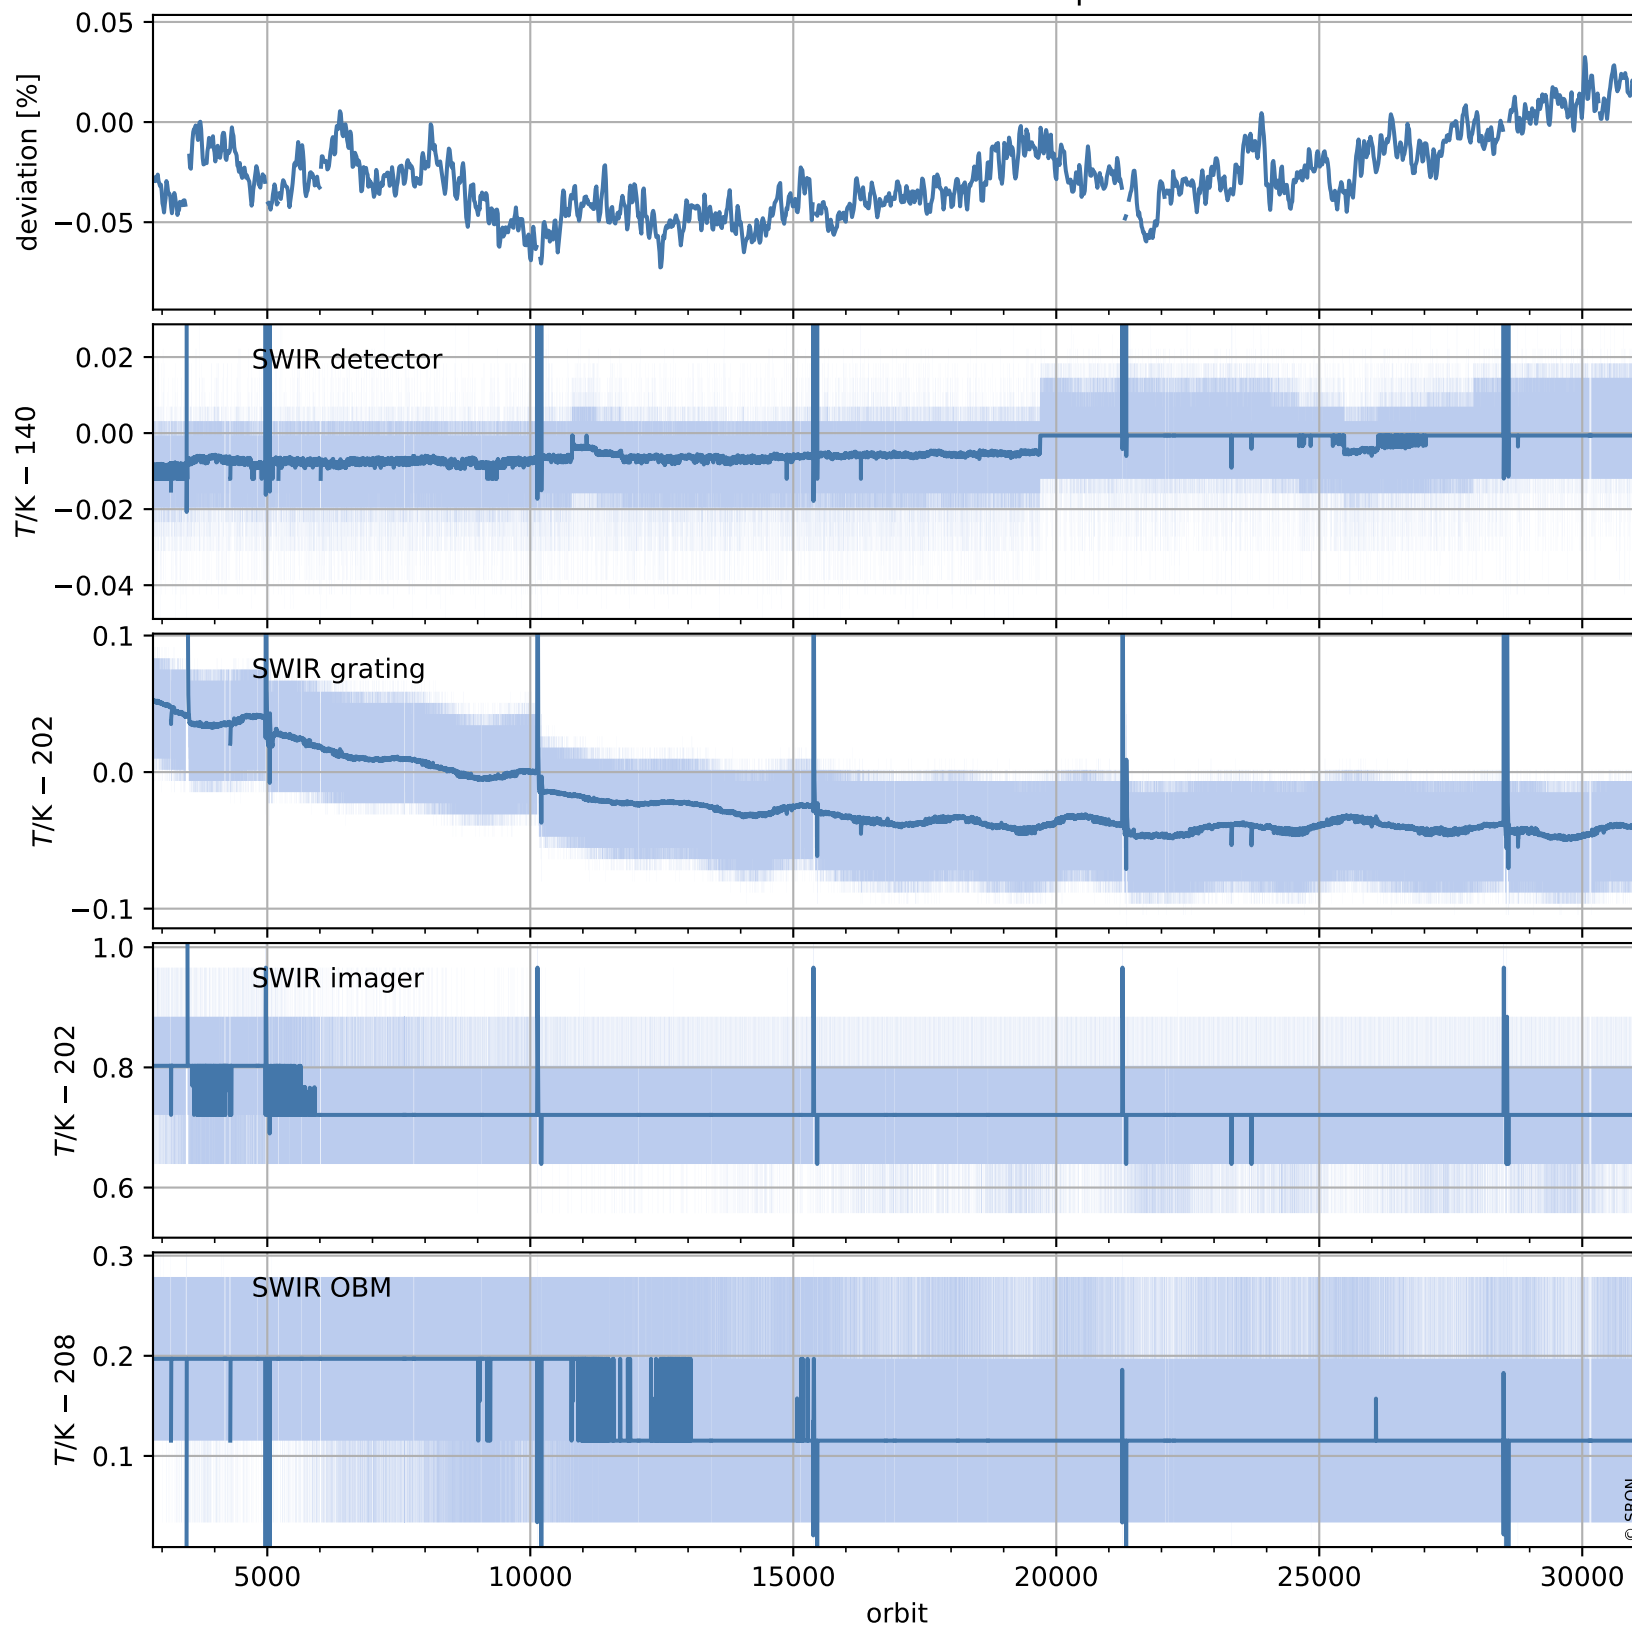 0.05
0.00
−0.05
deviation [%]
SWIR detector
0.02
0.00
−0.02
−0.04
T/K − 140
SWIR grating
0.1
0.0
−0.1
T/K − 202
SWIR imager
1.0
0.8
0.6
T/K − 202
SWIR OBM
0.3
0.2
0.1
T/K − 208
5000 10000 15000 20000 25000 30000
orbit
© SRON